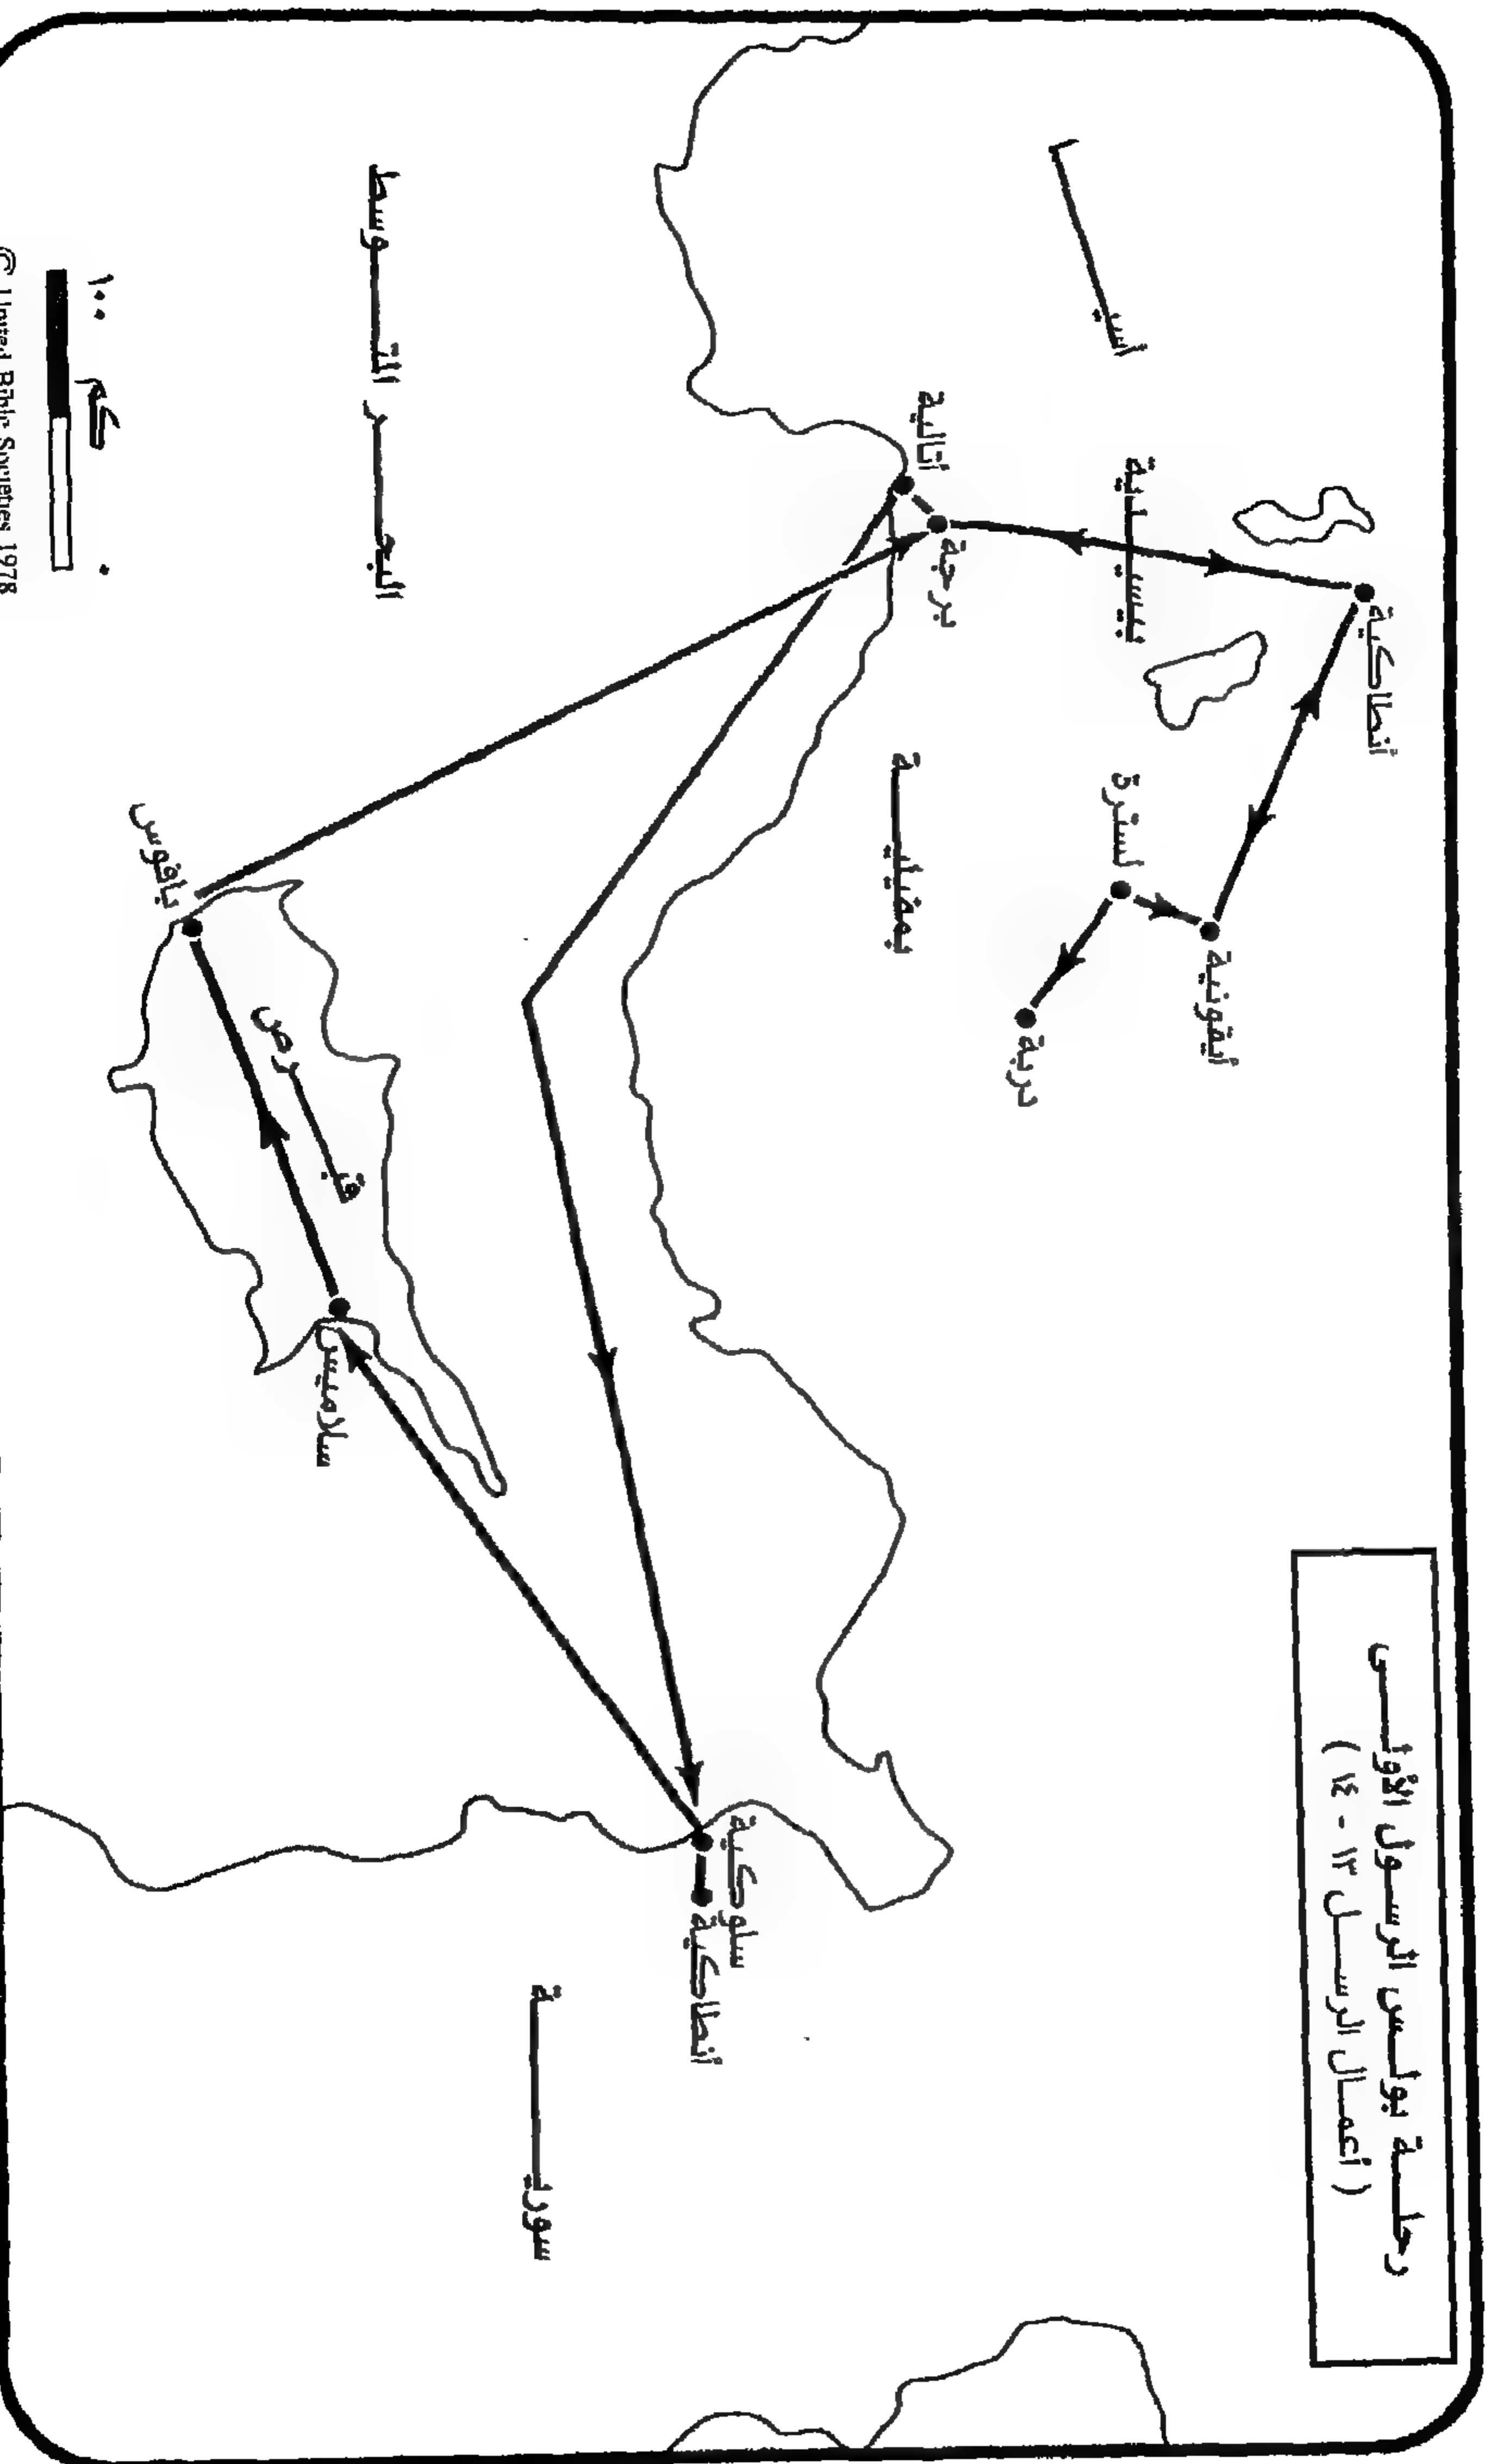 رحلة بولس الرسول الأولى
( أعمال الرسل ١٣ - ١٤ )
أنطاكية
أيقونية
لسترة
دربة
آسيا
بيسيدية
بمفيلية
برجة
أتالية
سلوكية
أنطاكية
سورية
البحر المتوسط
قبرص
سلاميس
بافوس
٠ كم ١٠٠
© United Bible Societies 1978